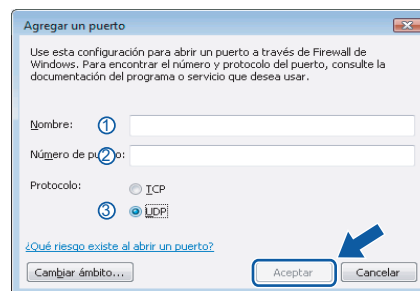 Agregar un puerto
Use esta configuración para abrir un puerto a través de Firewall de
Windows. Para encontrar el número y protocolo del puerto, consulte la
documentación del programa o servicio que desea usar.
Nombre: 1
Número de puerto: 2
Protocolo: TCP
3 UDP
¿Qué riesgo existe al abrir un puerto?
Cambiar ámbito... Aceptar Cancelar